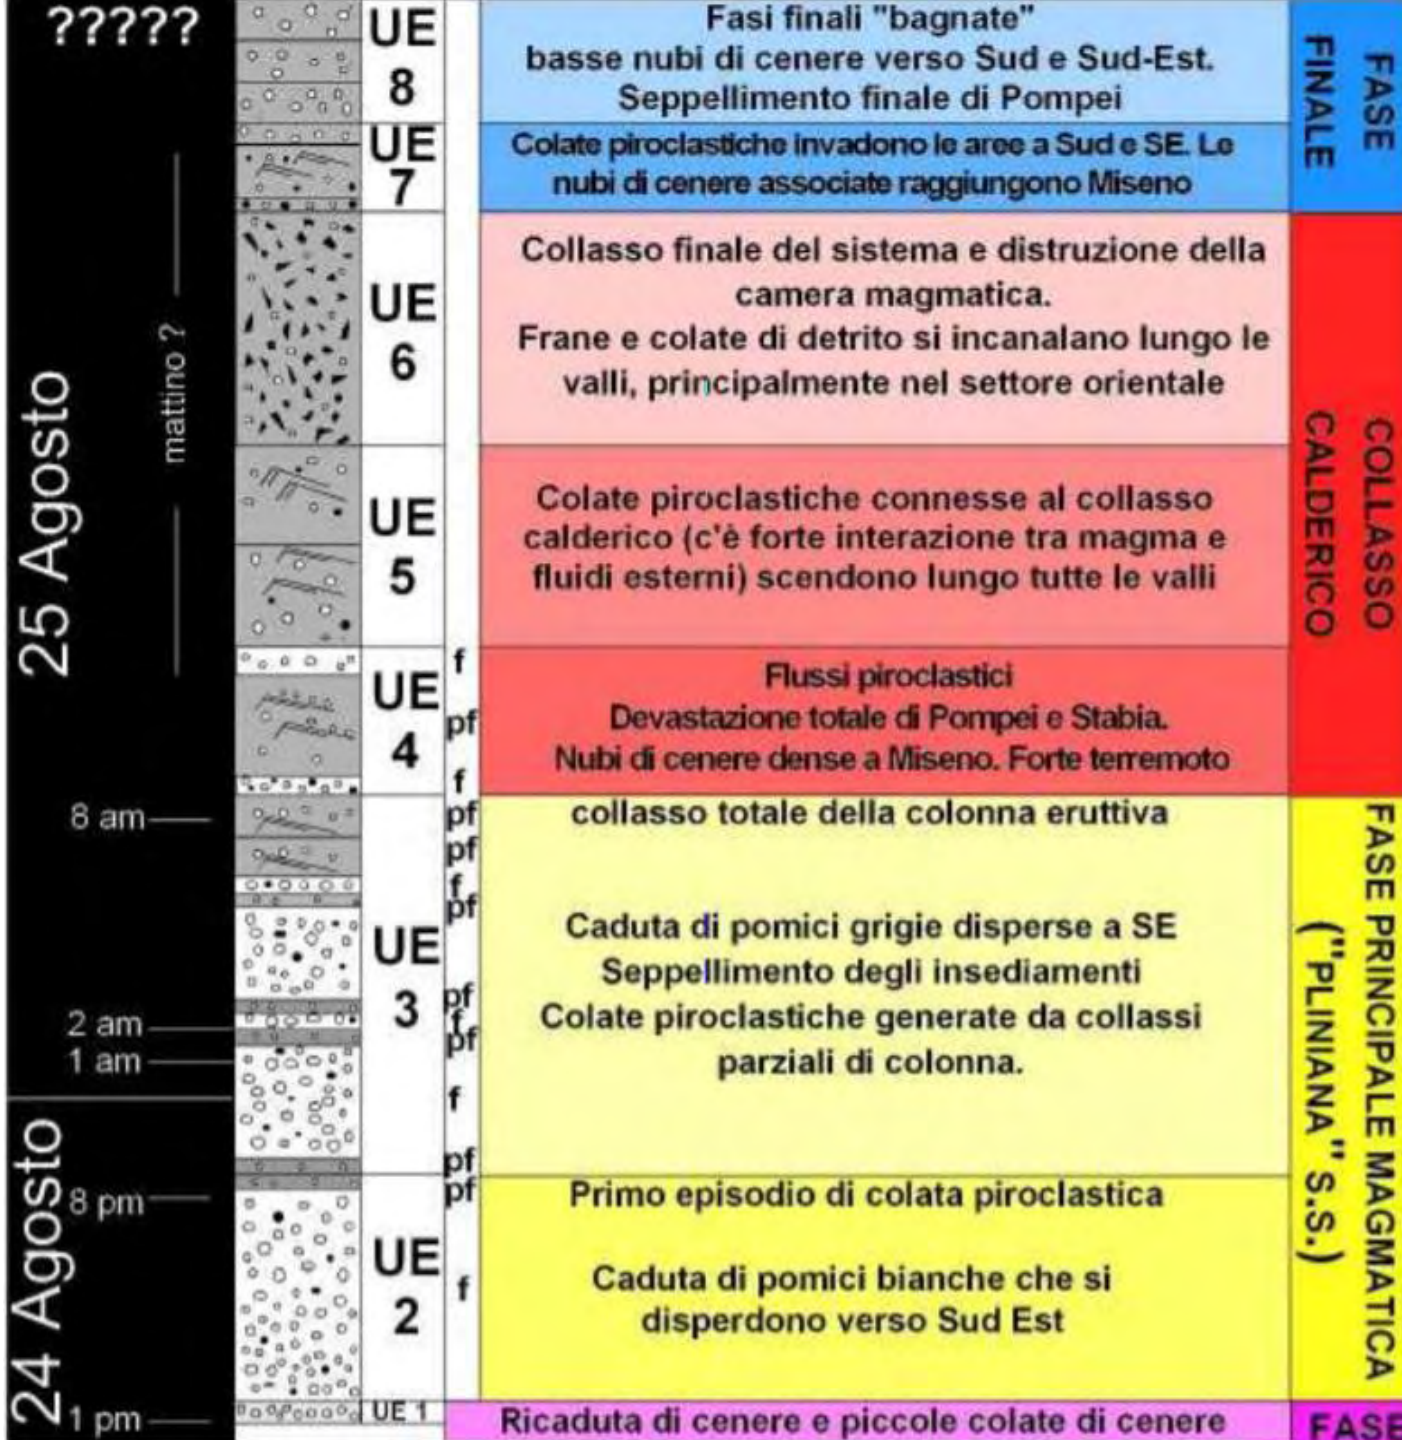 ?????
25 Agosto
mattino ?
8 am
2 am
1 am
24 Agosto
8 pm
1 pm
UE
8
UE
7
UE
6
UE
5
UE
4
UE
3
UE
2
UE 1
f
pf
f
pf
pf
f
pf
pf
f
pf
f
pf
pf
f
Fasi finali "bagnate"
basse nubi di cenere verso Sud e Sud-Est.
Seppellimento finale di Pompei
Colate piroclastiche invadono le aree a Sud e SE. Le
nubi di cenere associate raggiungono Miseno
Collasso finale del sistema e distruzione della
camera magmatica.
Frane e colate di detrito si incanalano lungo le
valli, principalmente nel settore orientale
Colate piroclastiche connesse al collasso
calderico (c'è forte interazione tra magma e
fluidi esterni) scendono lungo tutte le valli
Flussi piroclastici
Devastazione totale di Pompei e Stabia.
Nubi di cenere dense a Miseno. Forte terremoto
collasso totale della colonna eruttiva
Caduta di pomici grigie disperse a SE
Seppellimento degli insediamenti
Colate piroclastiche generate da collassi
parziali di colonna.
Primo episodio di colata piroclastica
Caduta di pomici bianche che si
disperdono verso Sud Est
Ricaduta di cenere e piccole colate di cenere
FASE
FINALE
COLLASSO
CALDERICO
FASE PRINCIPALE MAGMATICA
("PLINIANA" S.S.)
FASE